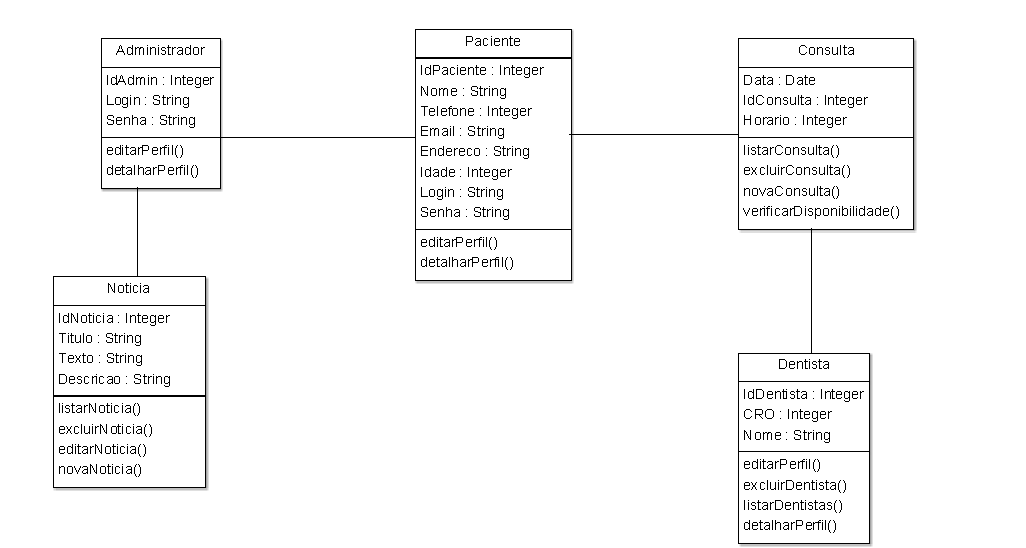 Administrador
IdAdmin : Integer
Login : String
Senha : String
editarPerfil()
detalharPerfil()
Paciente
IdPaciente : Integer
Nome : String
Telefone : Integer
Email : String
Endereco : String
Idade : Integer
Login : String
Senha : String
editarPerfil()
detalharPerfil()
Consulta
Data : Date
IdConsulta : Integer
Horario : Integer
listarConsulta()
excluirConsulta()
novaConsulta()
verificarDisponibilidade()
Noticia
IdNoticia : Integer
Titulo : String
Texto : String
Descricao : String
listarNoticia()
excluirNoticia()
editarNoticia()
novaNoticia()
Dentista
IdDentista : Integer
CRO : Integer
Nome : String
editarPerfil()
excluirDentista()
listarDentistas()
detalharPerfil()